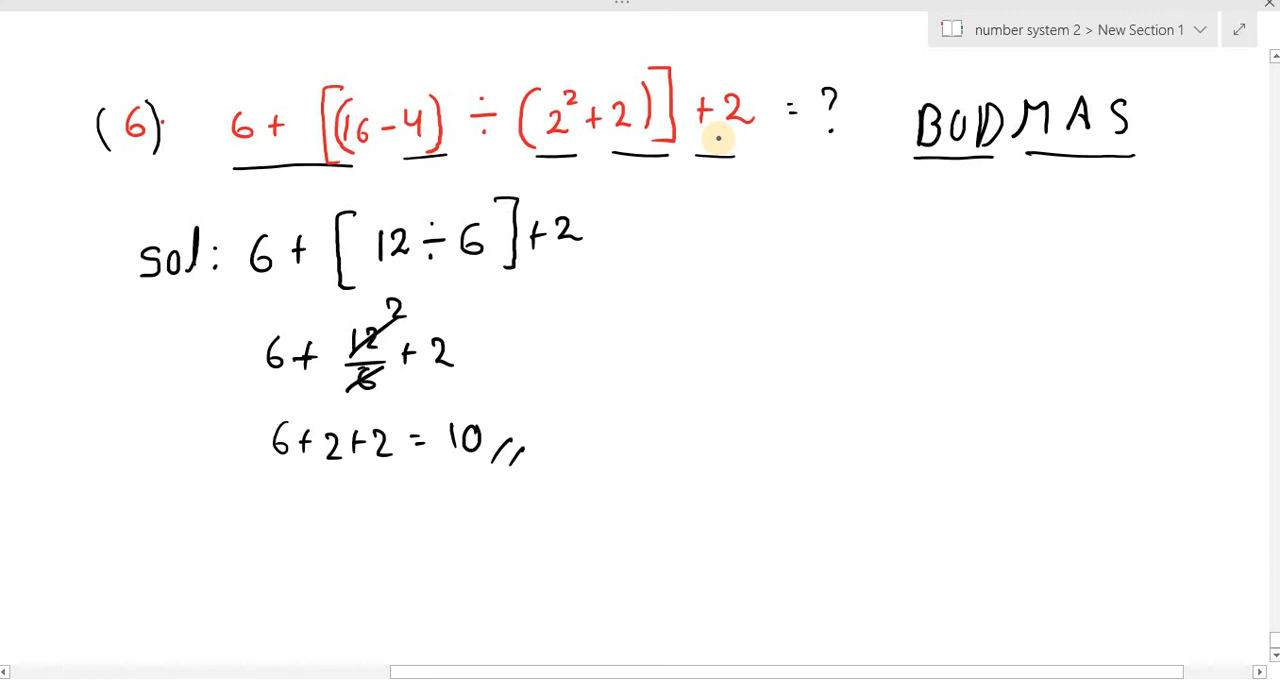 number system 2 > New Section 1
(6). 6 + [(16 - 4) ÷ (2² + 2)] + 2 = ? BODMAS
Sol: 6 + [12 ÷ 6] + 2
6 + 12/6 2 + 2
6 + 2 + 2 = 10 //